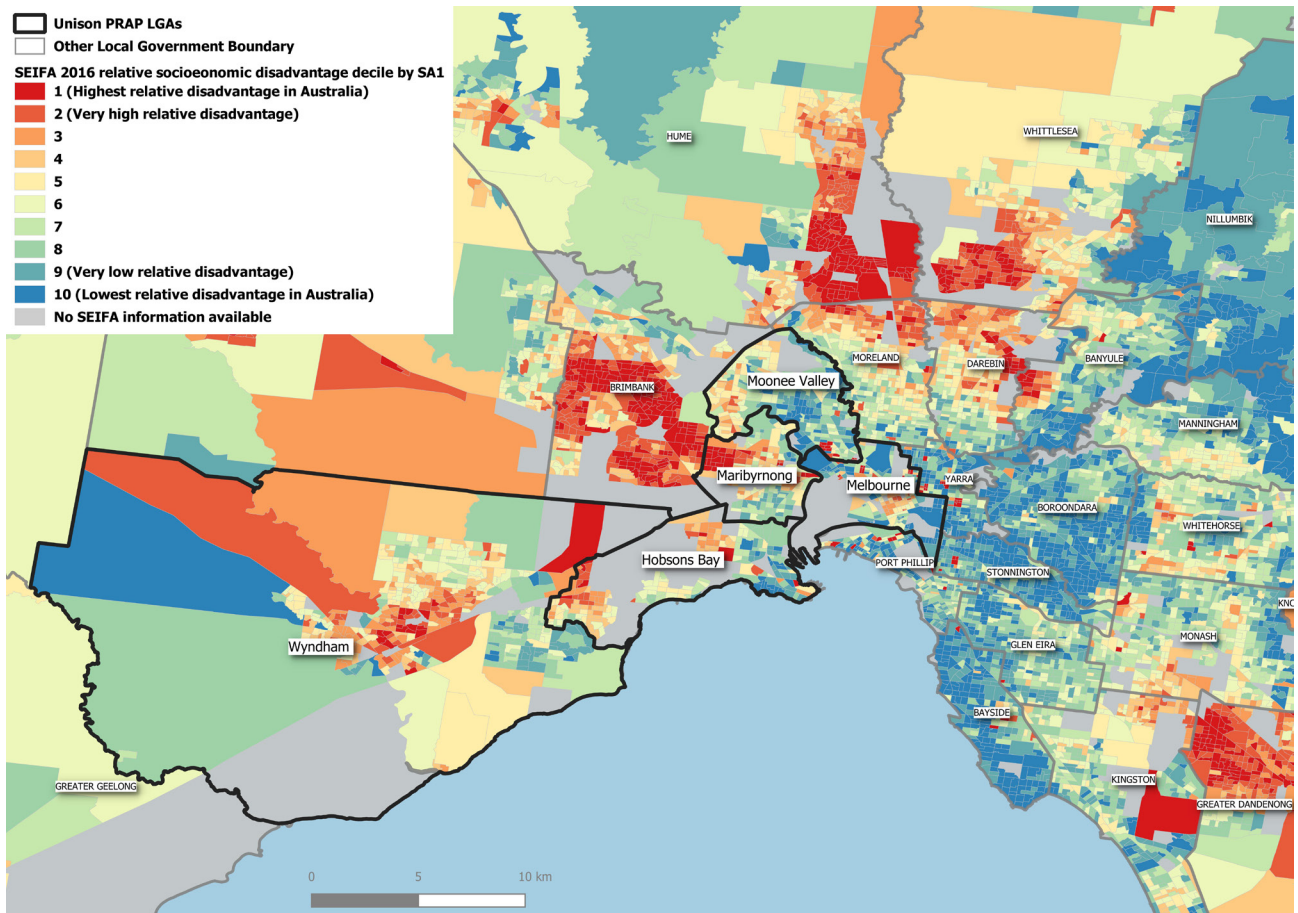 Unison PRAP LGAs
Other Local Government Boundary
SEIFA 2016 relative socioeconomic disadvantage decile by SA1
1 (Highest relative disadvantage in Australia)
2 (Very high relative disadvantage)
3
4
5
6
7
8
9 (Very low relative disadvantage)
10 (Lowest relative disadvantage in Australia)
No SEIFA information available
HUME
WHITTLESEA
NILLUMBIK
MORELAND
BANYULE
DAREBIN
Moonee Valley
BRIMBANK
MANNINGHAM
Maribyrnong
YARRA
Melbourne
BOROONDARA
WHITEHORSE
Hobsons Bay
PORT PHILLIP
STONNINGTON
KNO
MONASH
GLEN EIRA
Wyndham
BAYSIDE
KINGSTON
GREATER GEELONG
GREATER DANDENONG
0 5 10 km